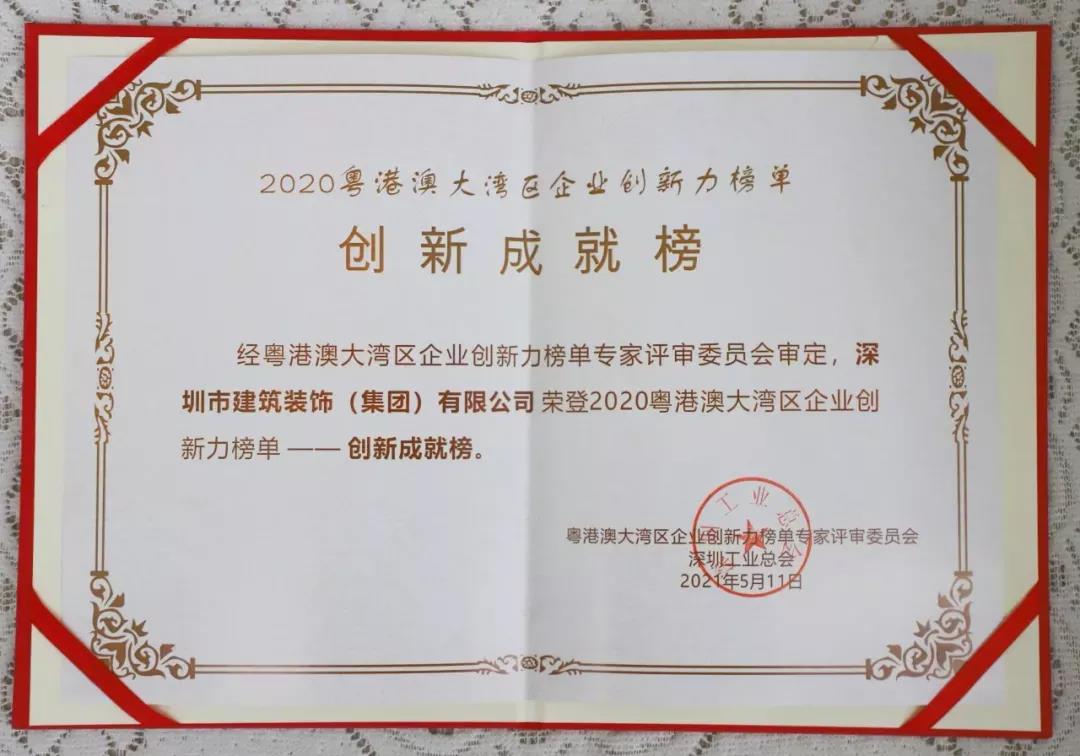 2020粤港澳大湾区企业创新力榜单
创新成就榜
经粤港澳大湾区企业创新力榜单专家评审委员会审定，深
圳市建筑装饰（集团）有限公司荣登2020粤港澳大湾区企业创
新力榜单 —— 创新成就榜。
粤港澳大湾区企业创新力榜单专家评审委员会
深圳工业总会
2021年5月11日
深圳工业总会